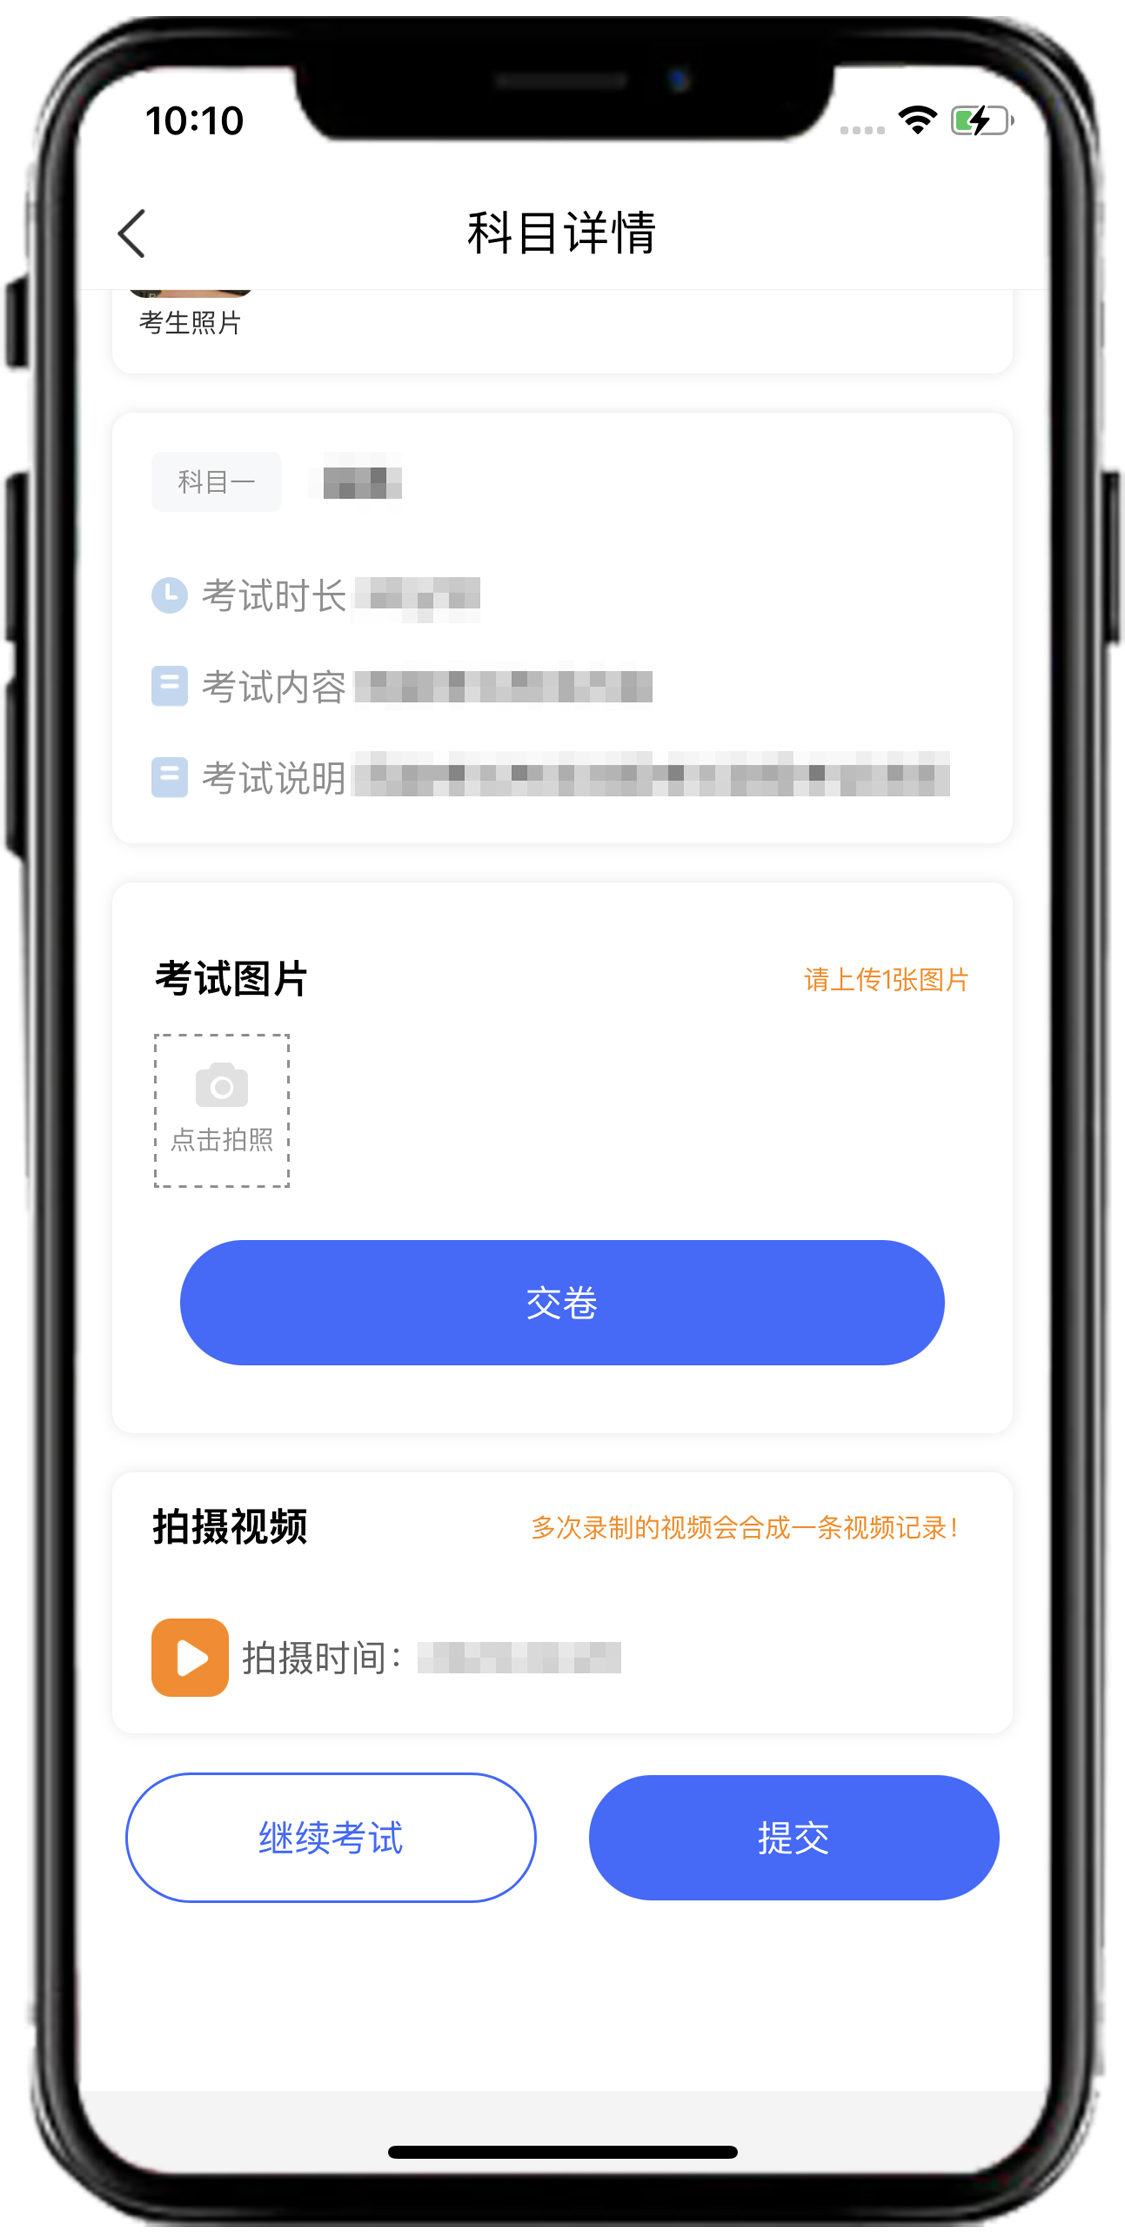 10:10
科目详情
考生照片
科目一
考试时长
考试内容
考试说明
考试图片
请上传1张图片
点击拍照
交卷
拍摄视频
多次录制的视频会合成一条视频记录！
拍摄时间：
继续考试
提交